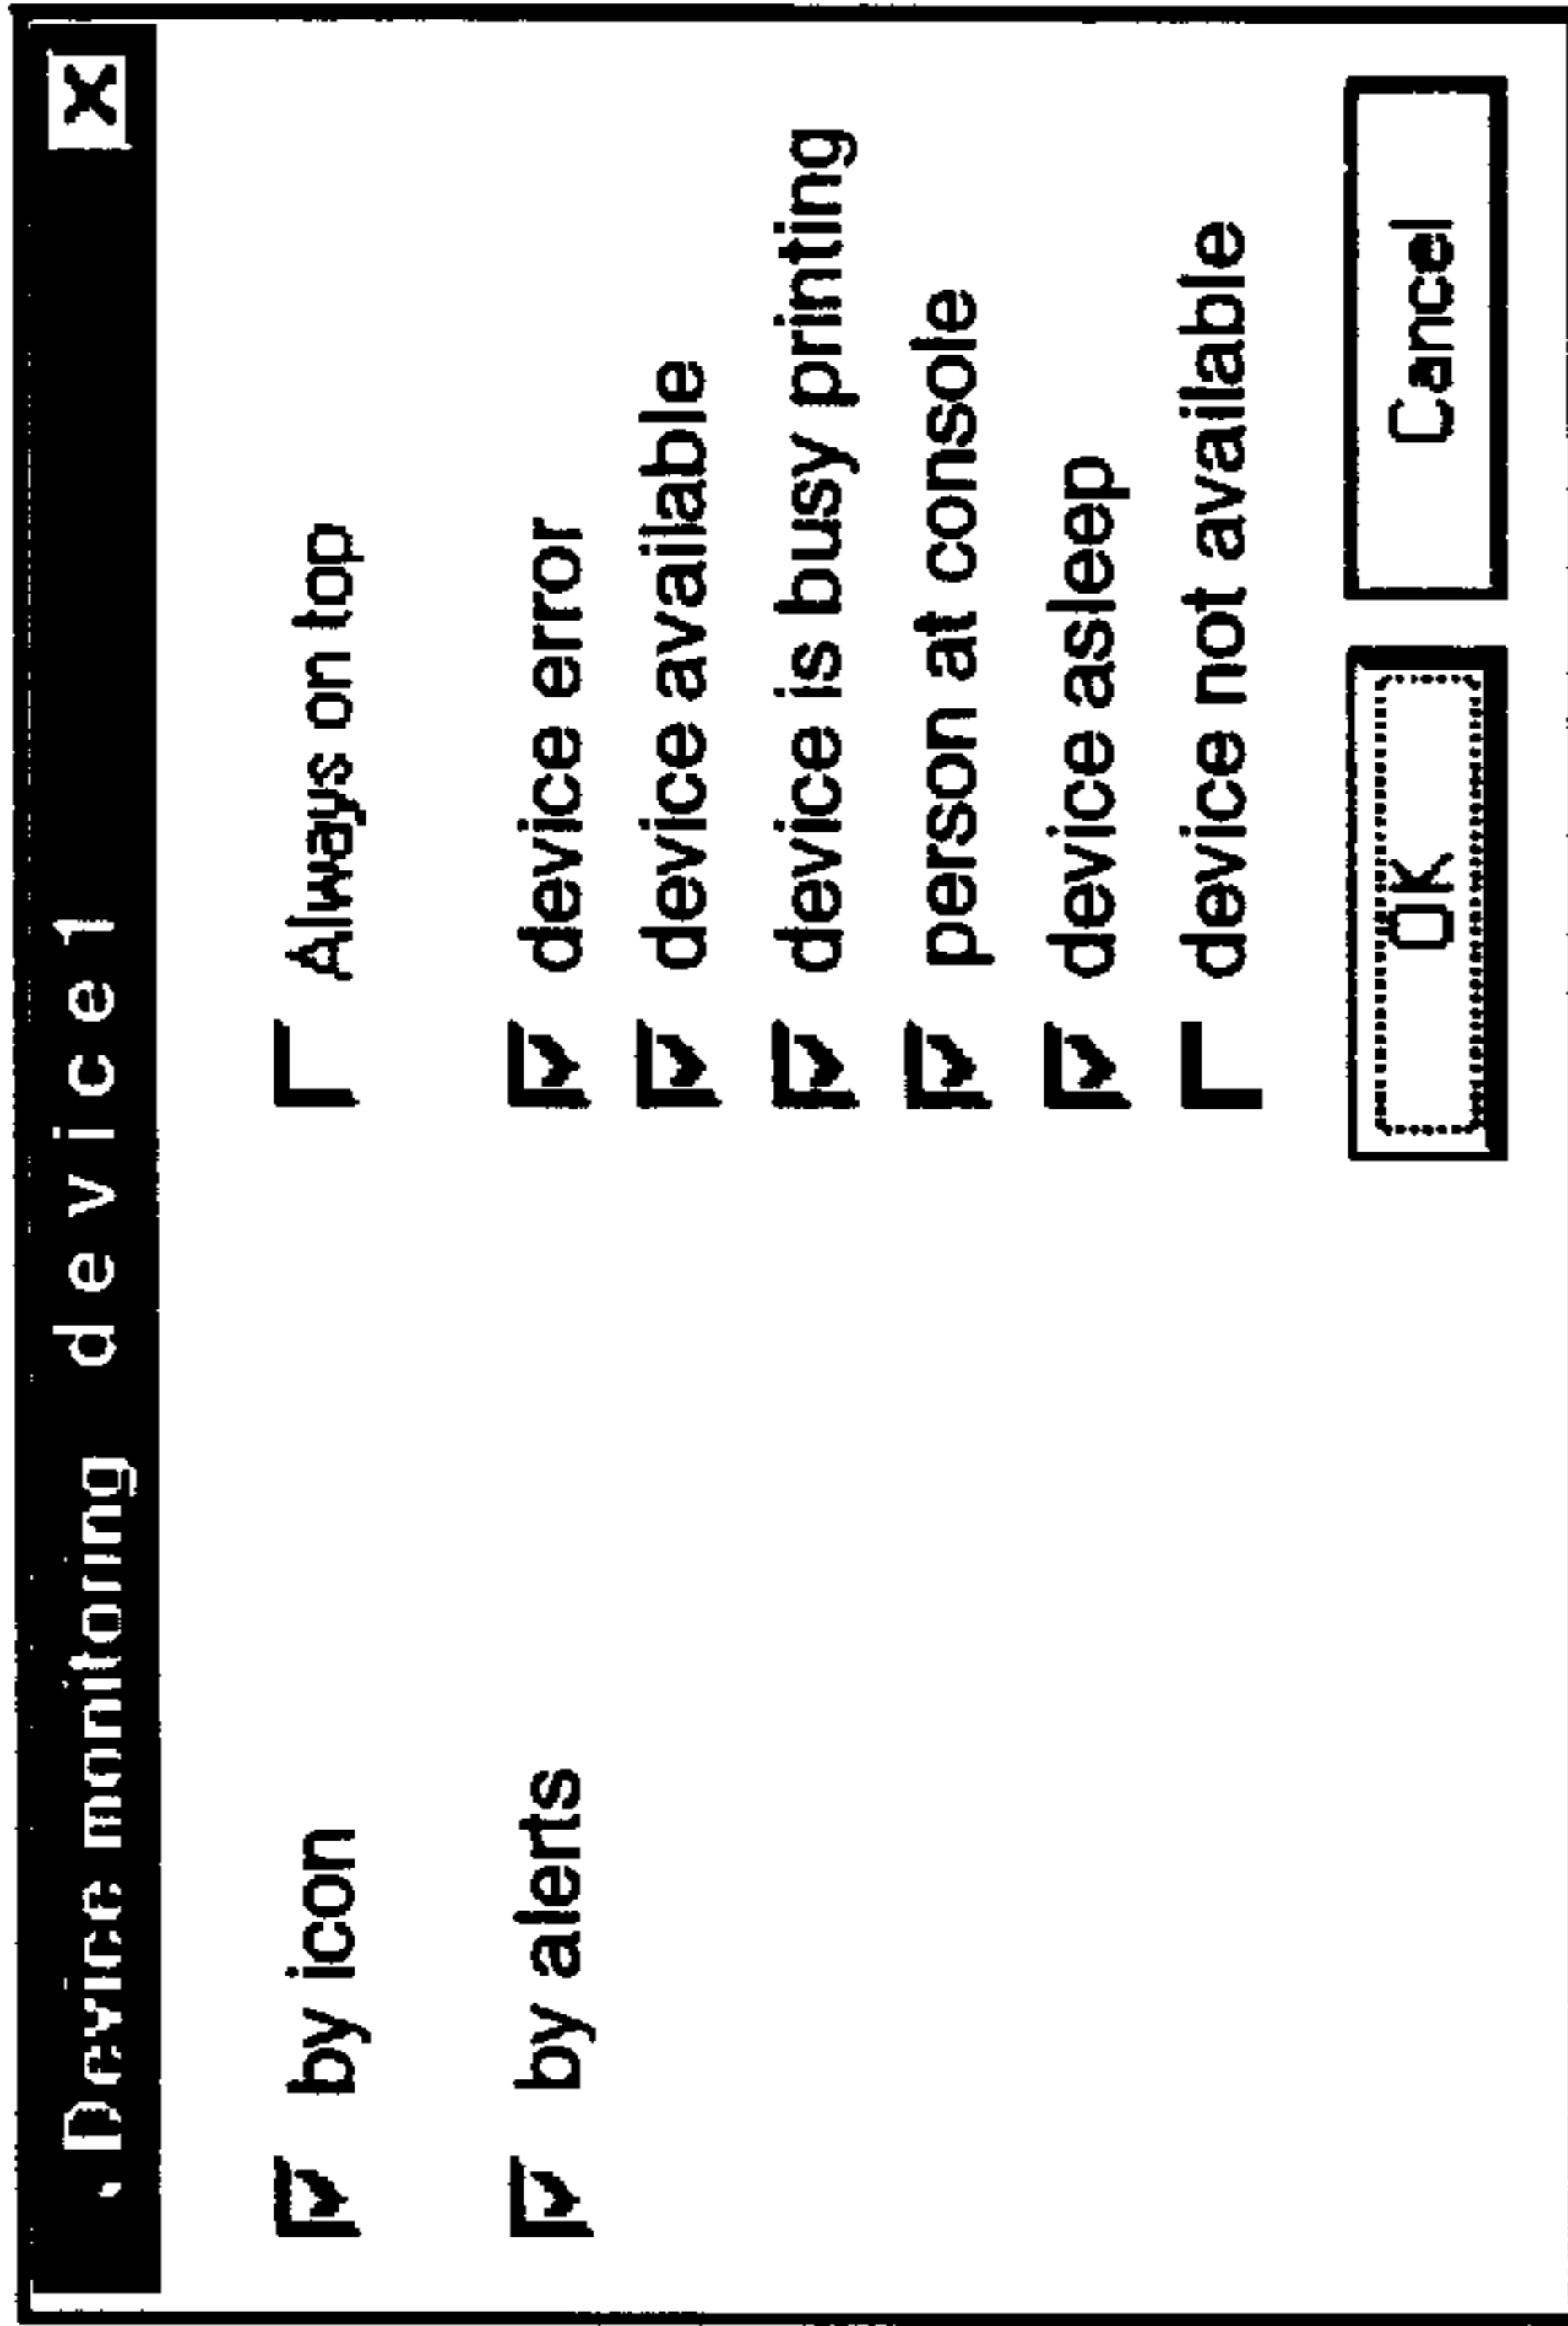 Device monitoring device1 X
by icon Always on top
by alerts device error
device available
device is busy printing
person at console
device asleep
device not available
OK Cancel